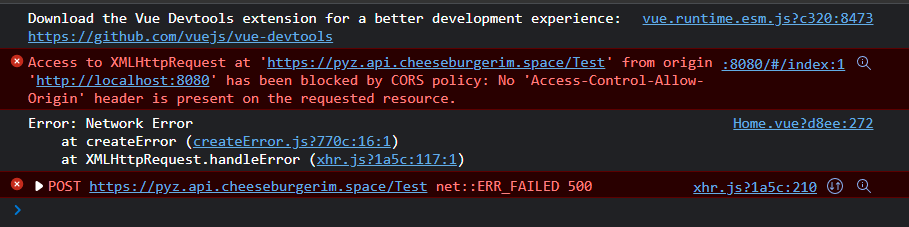 Download the Vue Devtools extension for a better development experience: vue.runtime.esm.js?c320:8473
https://github.com/vuejs/vue-devtools
Access to XMLHttpRequest at 'https://pyz.api.cheeseburgerim.space/Test' from origin :8080/#/index:1
'http://localhost:8080' has been blocked by CORS policy: No 'Access-Control-Allow-
Origin' header is present on the requested resource.
Error: Network Error Home.vue?d8ee:272
at createError (createError.js?770c:16:1)
at XMLHttpRequest.handleError (xhr.js?1a5c:117:1)
POST https://pyz.api.cheeseburgerim.space/Test net::ERR_FAILED 500 xhr.js?1a5c:210